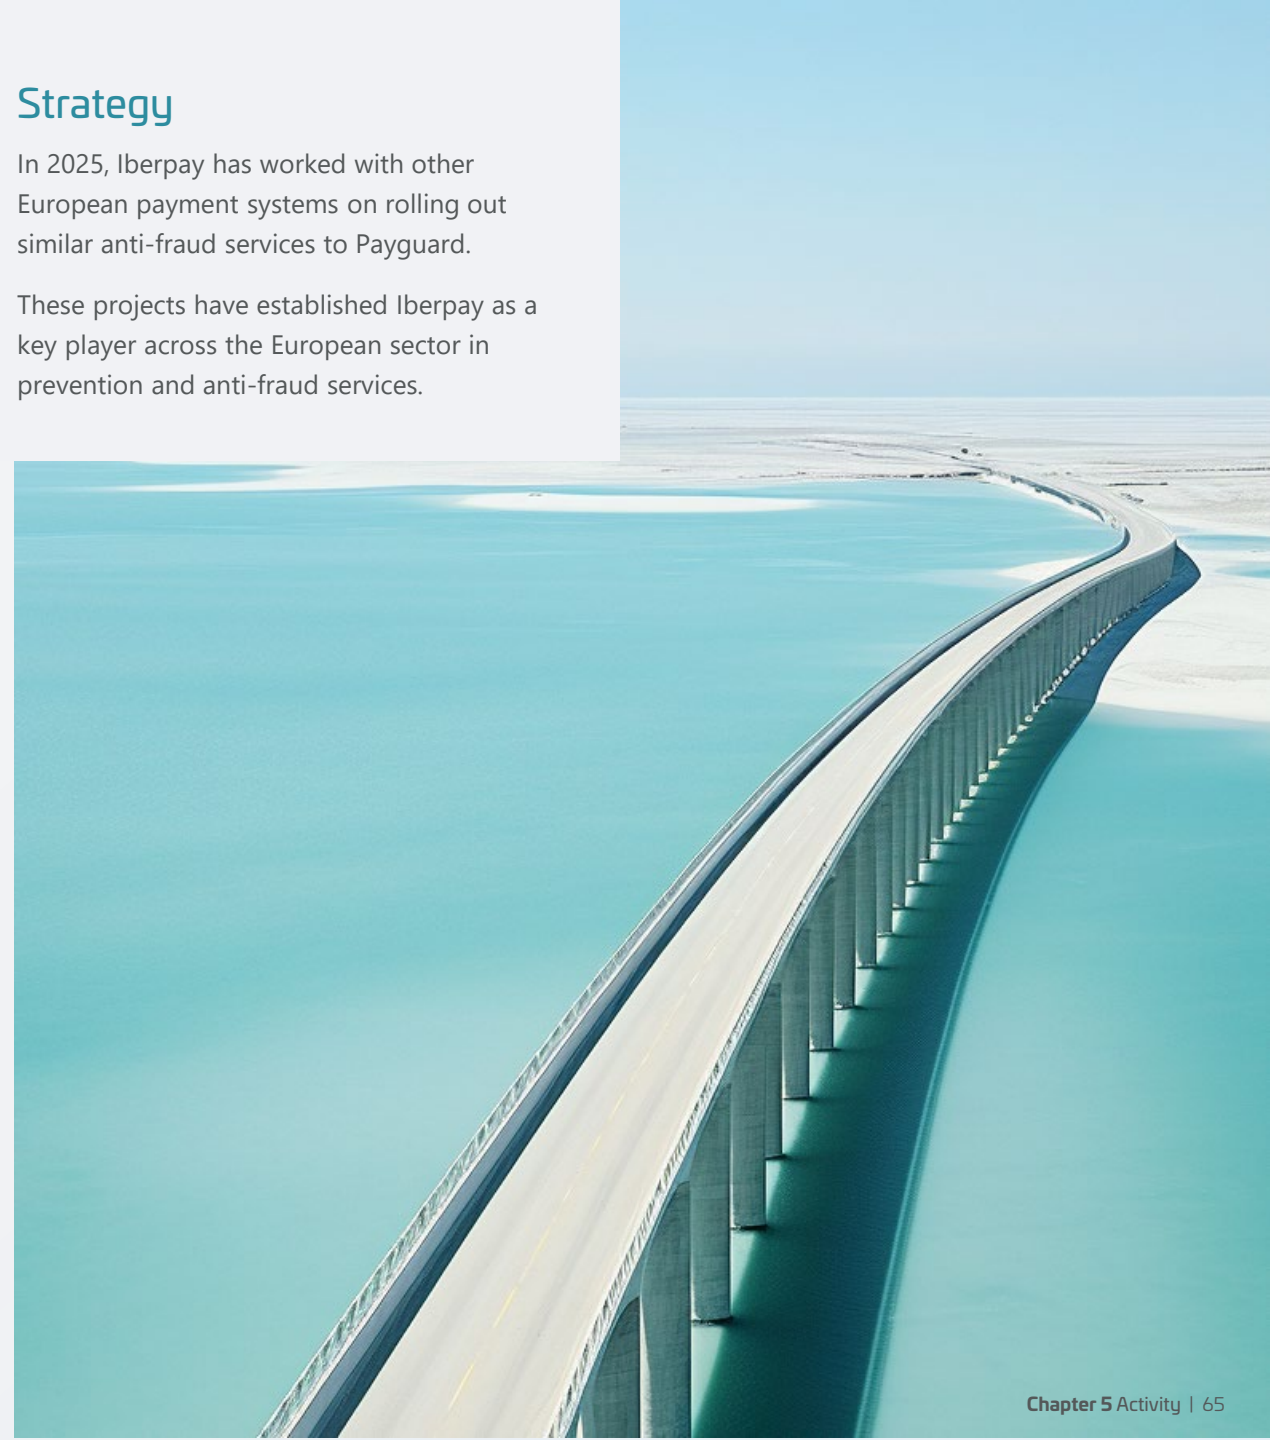 Strategy
In 2025, Iberpay has worked with other
European payment systems on rolling out
similar anti-fraud services to Payguard.
These projects have established Iberpay as a
key player across the European sector in
prevention and anti-fraud services.
Chapter 5 Activity | 65